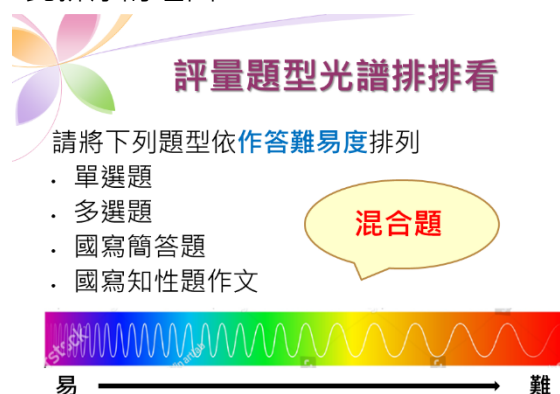 評量題型光譜排排看
請將下列題型依作答難易度排列
• 單選題
• 多選題
混合題
• 國寫簡答題
• 國寫知性題作文
易
難